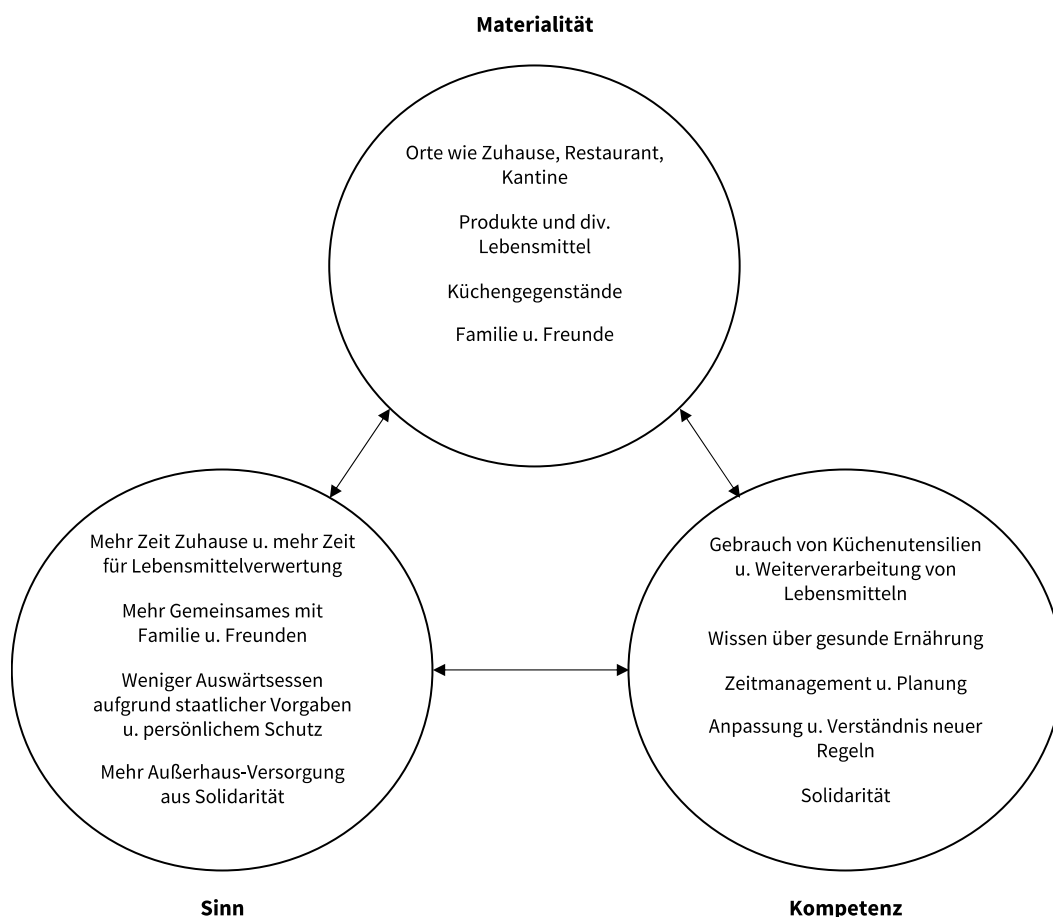 Materialität
Orte wie Zuhause, Restaurant,
Kantine
Produkte und div.
Lebensmittel
Küchengegenstände
Familie u. Freunde
Mehr Zeit Zuhause u. mehr Zeit
für Lebensmittelverwertung
Mehr Gemeinsames mit
Familie u. Freunden
Weniger Auswärtsessen
aufgrund staatlicher Vorgaben
u. persönlichem Schutz
Mehr Außerhaus-Versorgung
aus Solidarität
Sinn
Gebrauch von Küchenutensilien
u. Weiterverarbeitung von
Lebensmitteln
Wissen über gesunde Ernährung
Zeitmanagement u. Planung
Anpassung u. Verständnis neuer
Regeln
Solidarität
Kompetenz